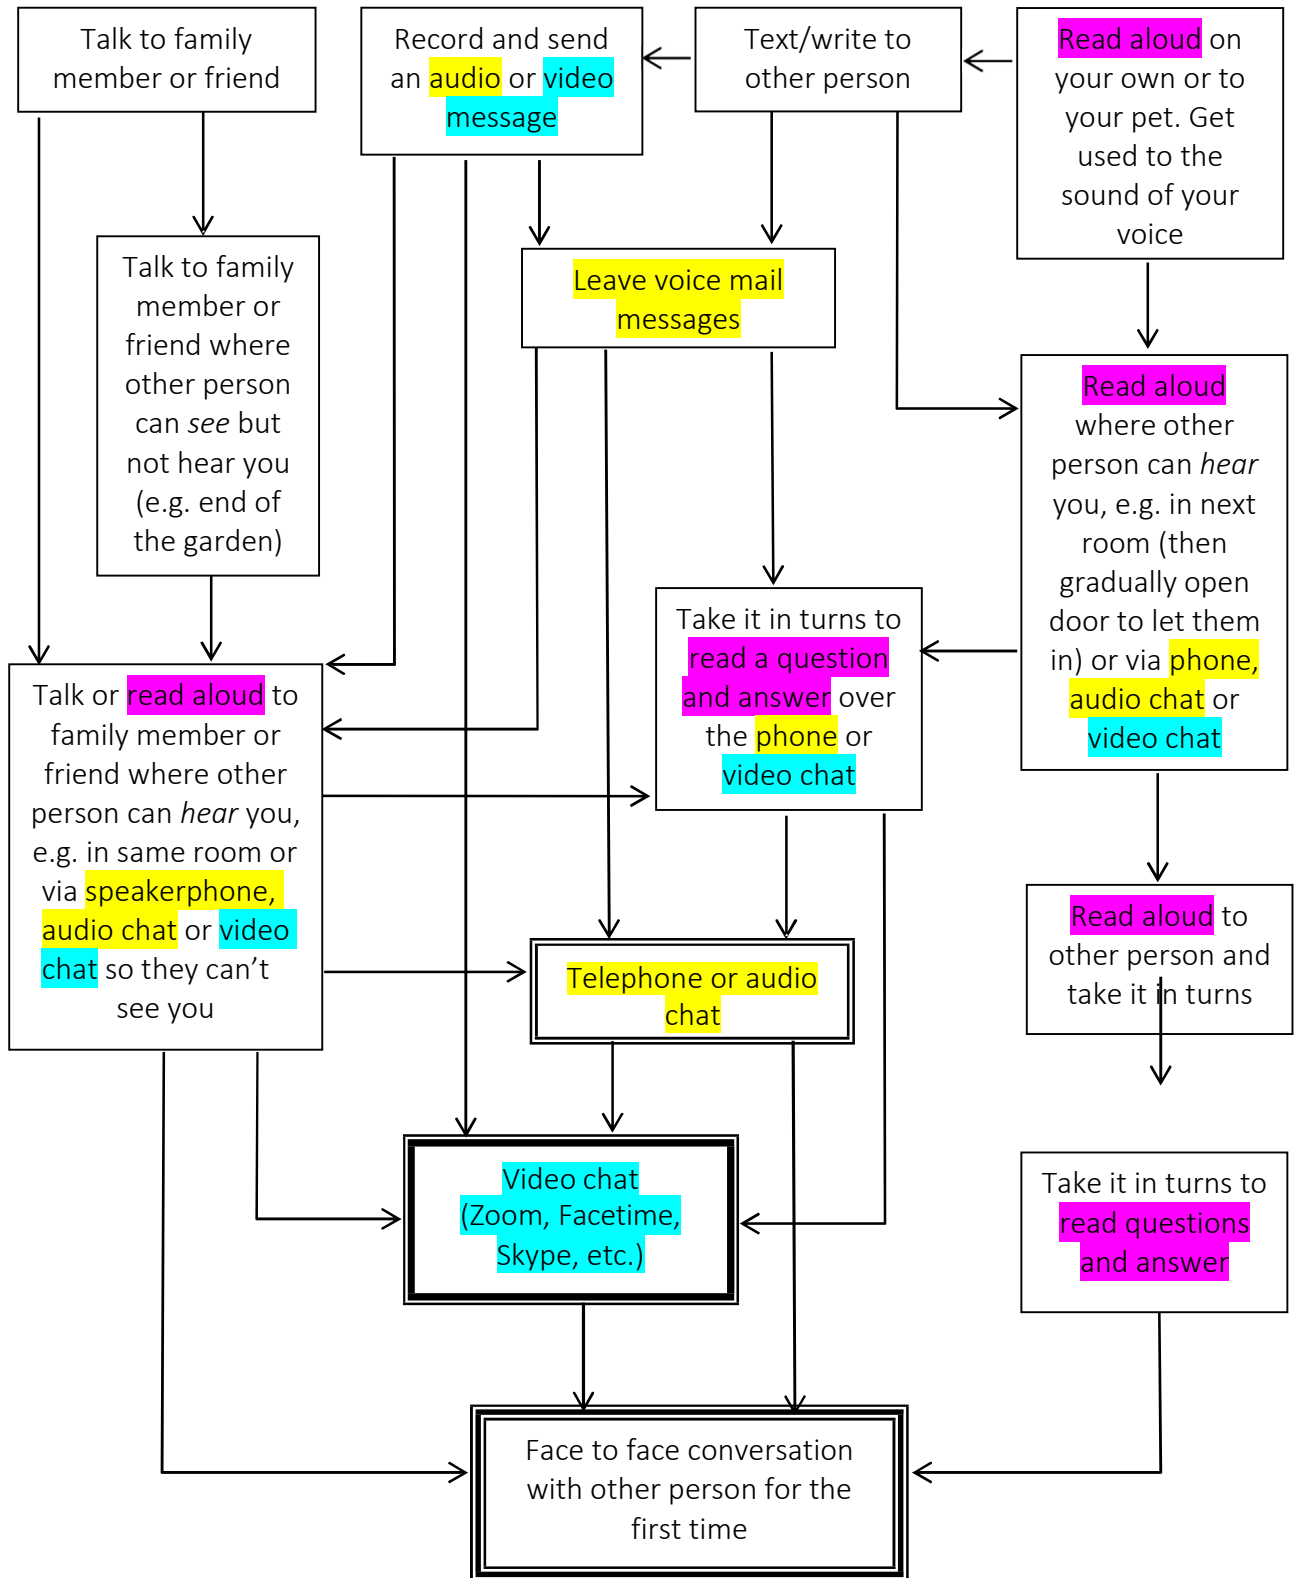 Talk to family
member or friend
Record and send
an audio or video
message
Text/write to
other person
Read aloud on
your own or to
your pet. Get
used to the
sound of your
voice
Talk to family
member or
friend where
other person
can see but
not hear you
(e.g. end of
the garden)
Leave voice mail
messages
Read aloud
where other
person can hear
you, e.g. in next
room (then
gradually open
door to let them
in) or via phone,
audio chat or
video chat
Take it in turns to
read a question
and answer over
the phone or
video chat
Talk or read aloud to
family member or
friend where other
person can hear you,
e.g. in same room or
via speakerphone,
audio chat or video
chat so they can’t
see you
Read aloud to
other person and
take it in turns
Telephone or audio
chat
Video chat
(Zoom, Facetime,
Skype, etc.)
Take it in turns to
read questions
and answer
Face to face conversation
with other person for the
first time